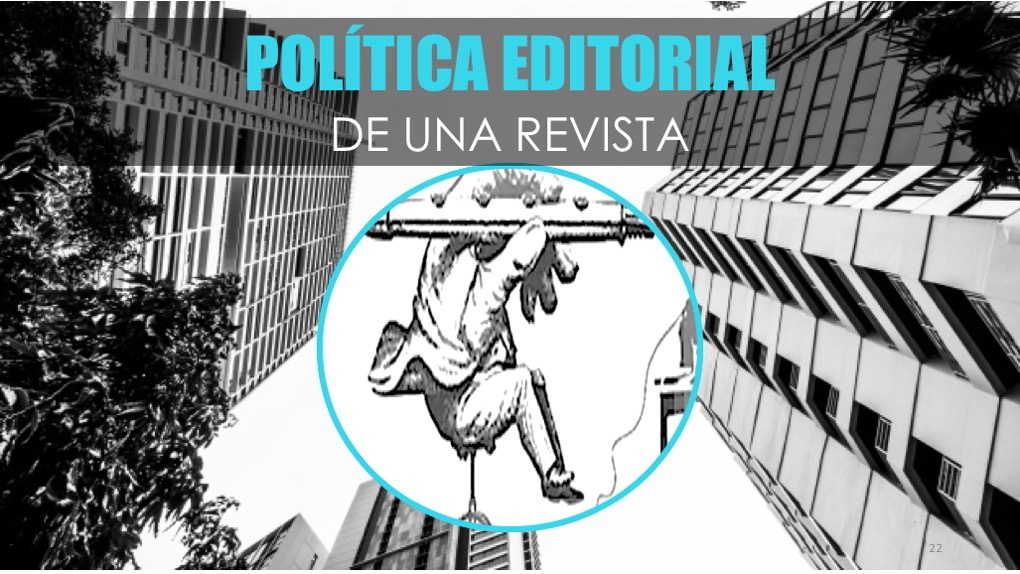 POLÍTICA EDITORIAL
DE UNA REVISTA
22